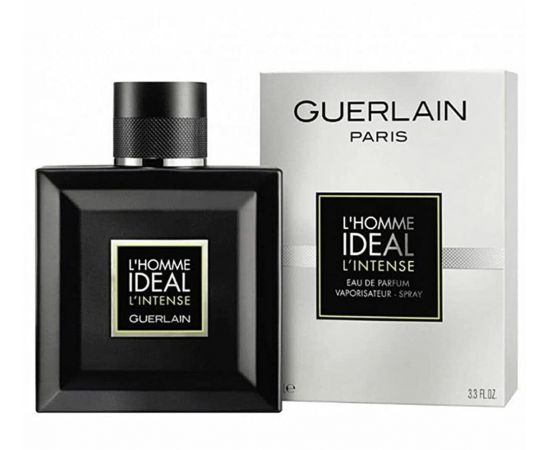 L'HOMME
IDEAL
L'INTENSE
GUERLAIN
GUERLAIN
PARIS
L'HOMME
IDEAL
L'INTENSE
EAU DE PARFUM
VAPORISATEUR - SPRAY
3.3 FL.OZ.